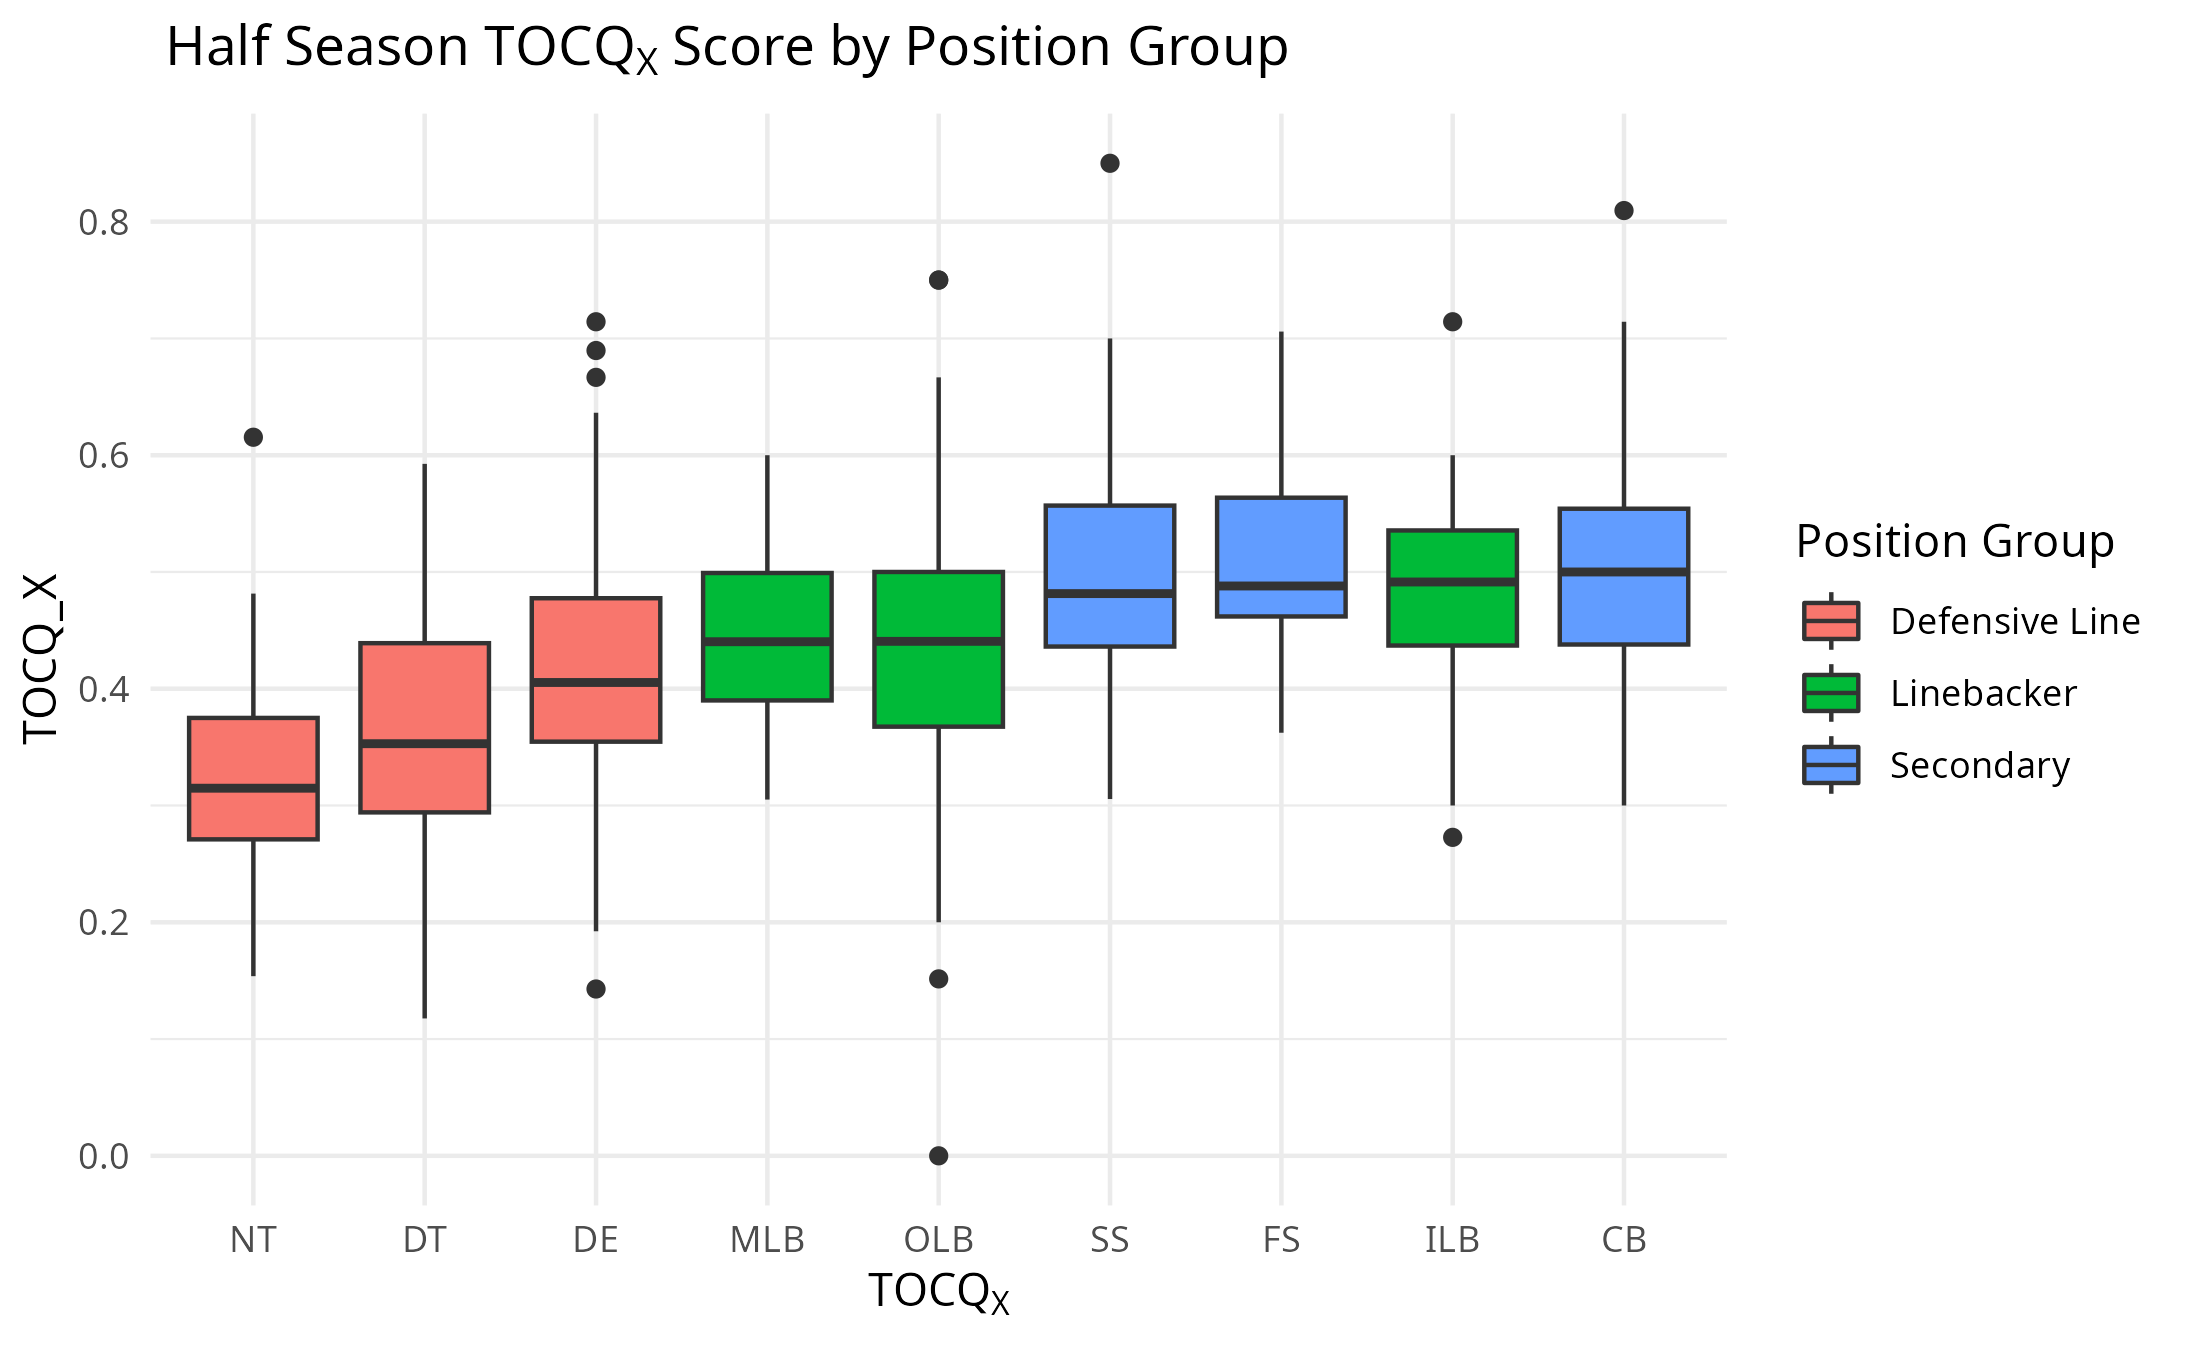 Half Season TOCQX Score by Position Group
TOCQ_X
0.8
0.6
0.4
0.2
0.0
NT DT DE MLB OLB SS FS ILB CB
TOCQX
Position Group
Defensive Line
Linebacker
Secondary